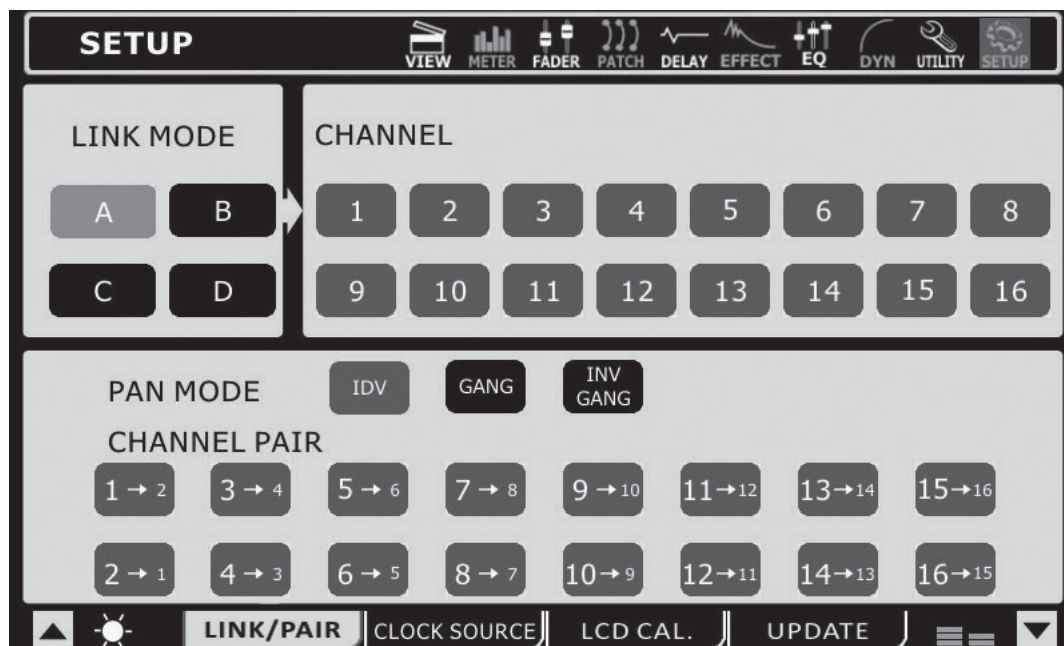 SETUP
VIEW METER FADER PATCH DELAY EFFECT EQ DYN UTILITY SETUP
LINK MODE
A B
C D
CHANNEL
1 2 3 4 5 6 7 8
9 10 11 12 13 14 15 16
PAN MODE IDV GANG INV GANG
CHANNEL PAIR
1→2 3→4 5→6 7→8 9→10 11→12 13→14 15→16
2→1 4→3 6→5 8→7 10→9 12→11 14→13 16→15
LINK/PAIR CLOCK SOURCE LCD CAL. UPDATE